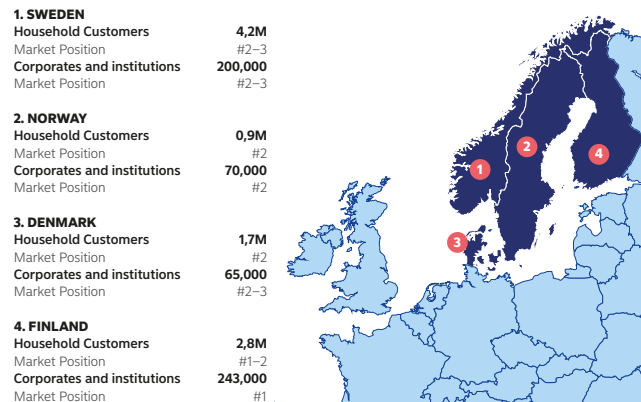 1. SWEDEN
Household Customers 4,2M
Market Position #2–3
Corporates and institutions 200,000
Market Position #2–3
2. NORWAY
Household Customers 0,9M
Market Position #2
Corporates and institutions 70,000
Market Position #2
3. DENMARK
Household Customers 1,7M
Market Position #2
Corporates and institutions 65,000
Market Position #2–3
4. FINLAND
Household Customers 2,8M
Market Position #1–2
Corporates and institutions 243,000
Market Position #1
2
4
1
3